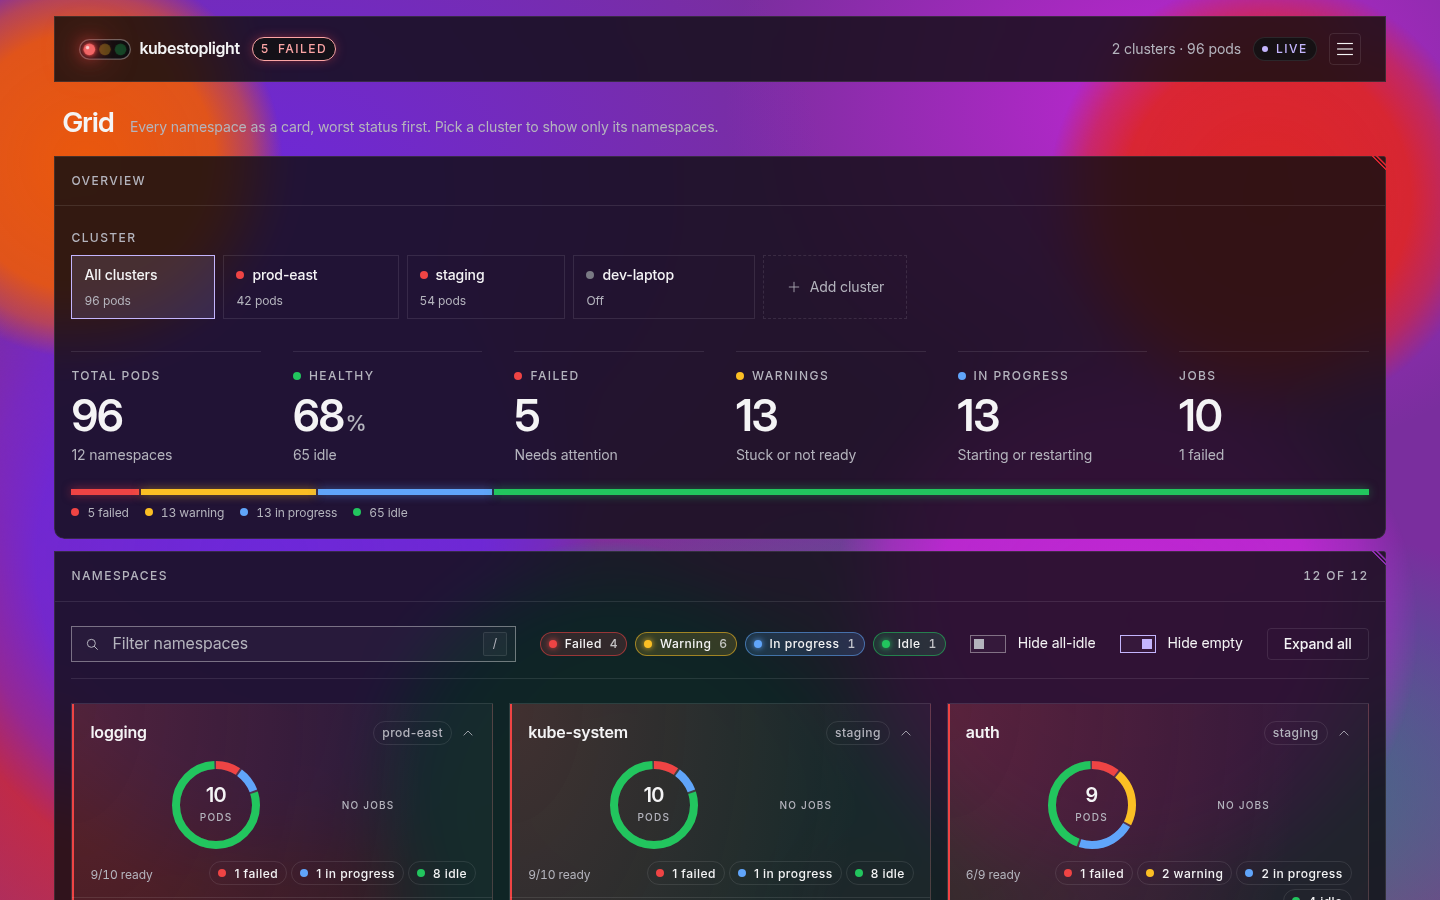 kubestoplight 5 FAILED 2 clusters · 96 pods LIVE
Grid Every namespace as a card, worst status first. Pick a cluster to show only its namespaces.
OVERVIEW
CLUSTER
All clusters prod-east staging dev-laptop + Add cluster
96 pods 42 pods 54 pods Off
TOTAL PODS HEALTHY FAILED WARNINGS IN PROGRESS JOBS
96 68% 5 13 13 10
12 namespaces 65 idle Needs attention Stuck or not ready Starting or restarting 1 failed
5 failed 13 warning 13 in progress 65 idle
NAMESPACES 12 OF 12
Filter namespaces / Failed 4 Warning 6 In progress 1 Idle 1 Hide all-idle Hide empty Expand all
logging prod-east kube-system staging auth staging
10 PODS NO JOBS 10 PODS NO JOBS 9 PODS NO JOBS
9/10 ready 1 failed 1 in progress 8 idle 9/10 ready 1 failed 1 in progress 8 idle 6/9 ready 1 failed 2 warning 2 in progress
4 idle